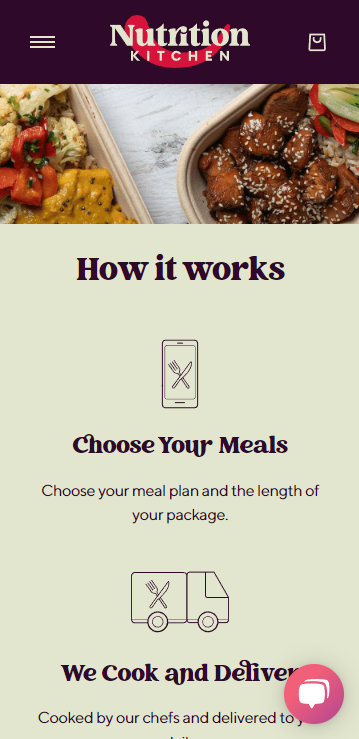 Nutrition
KITCHEN
How it works
Choose Your Meals
Choose your meal plan and the length of
your package.
We Cook and Deliver
Cooked by our chefs and delivered to